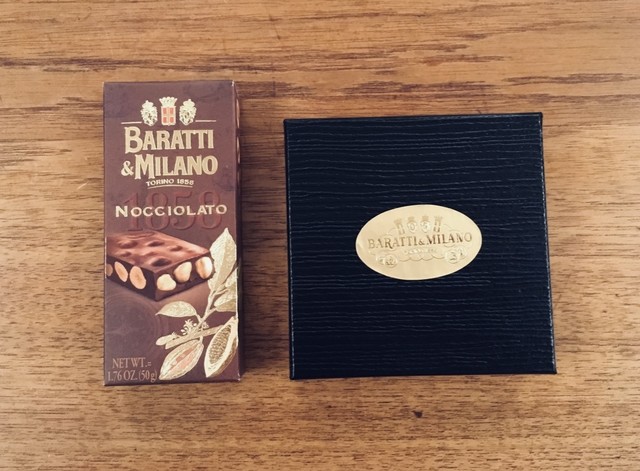 BARATTI
& MILANO
TORINO 1858
1858
NOCCIOLATO
NET WT.=
1.76 OZ. (50g)
BARATTI & MILANO